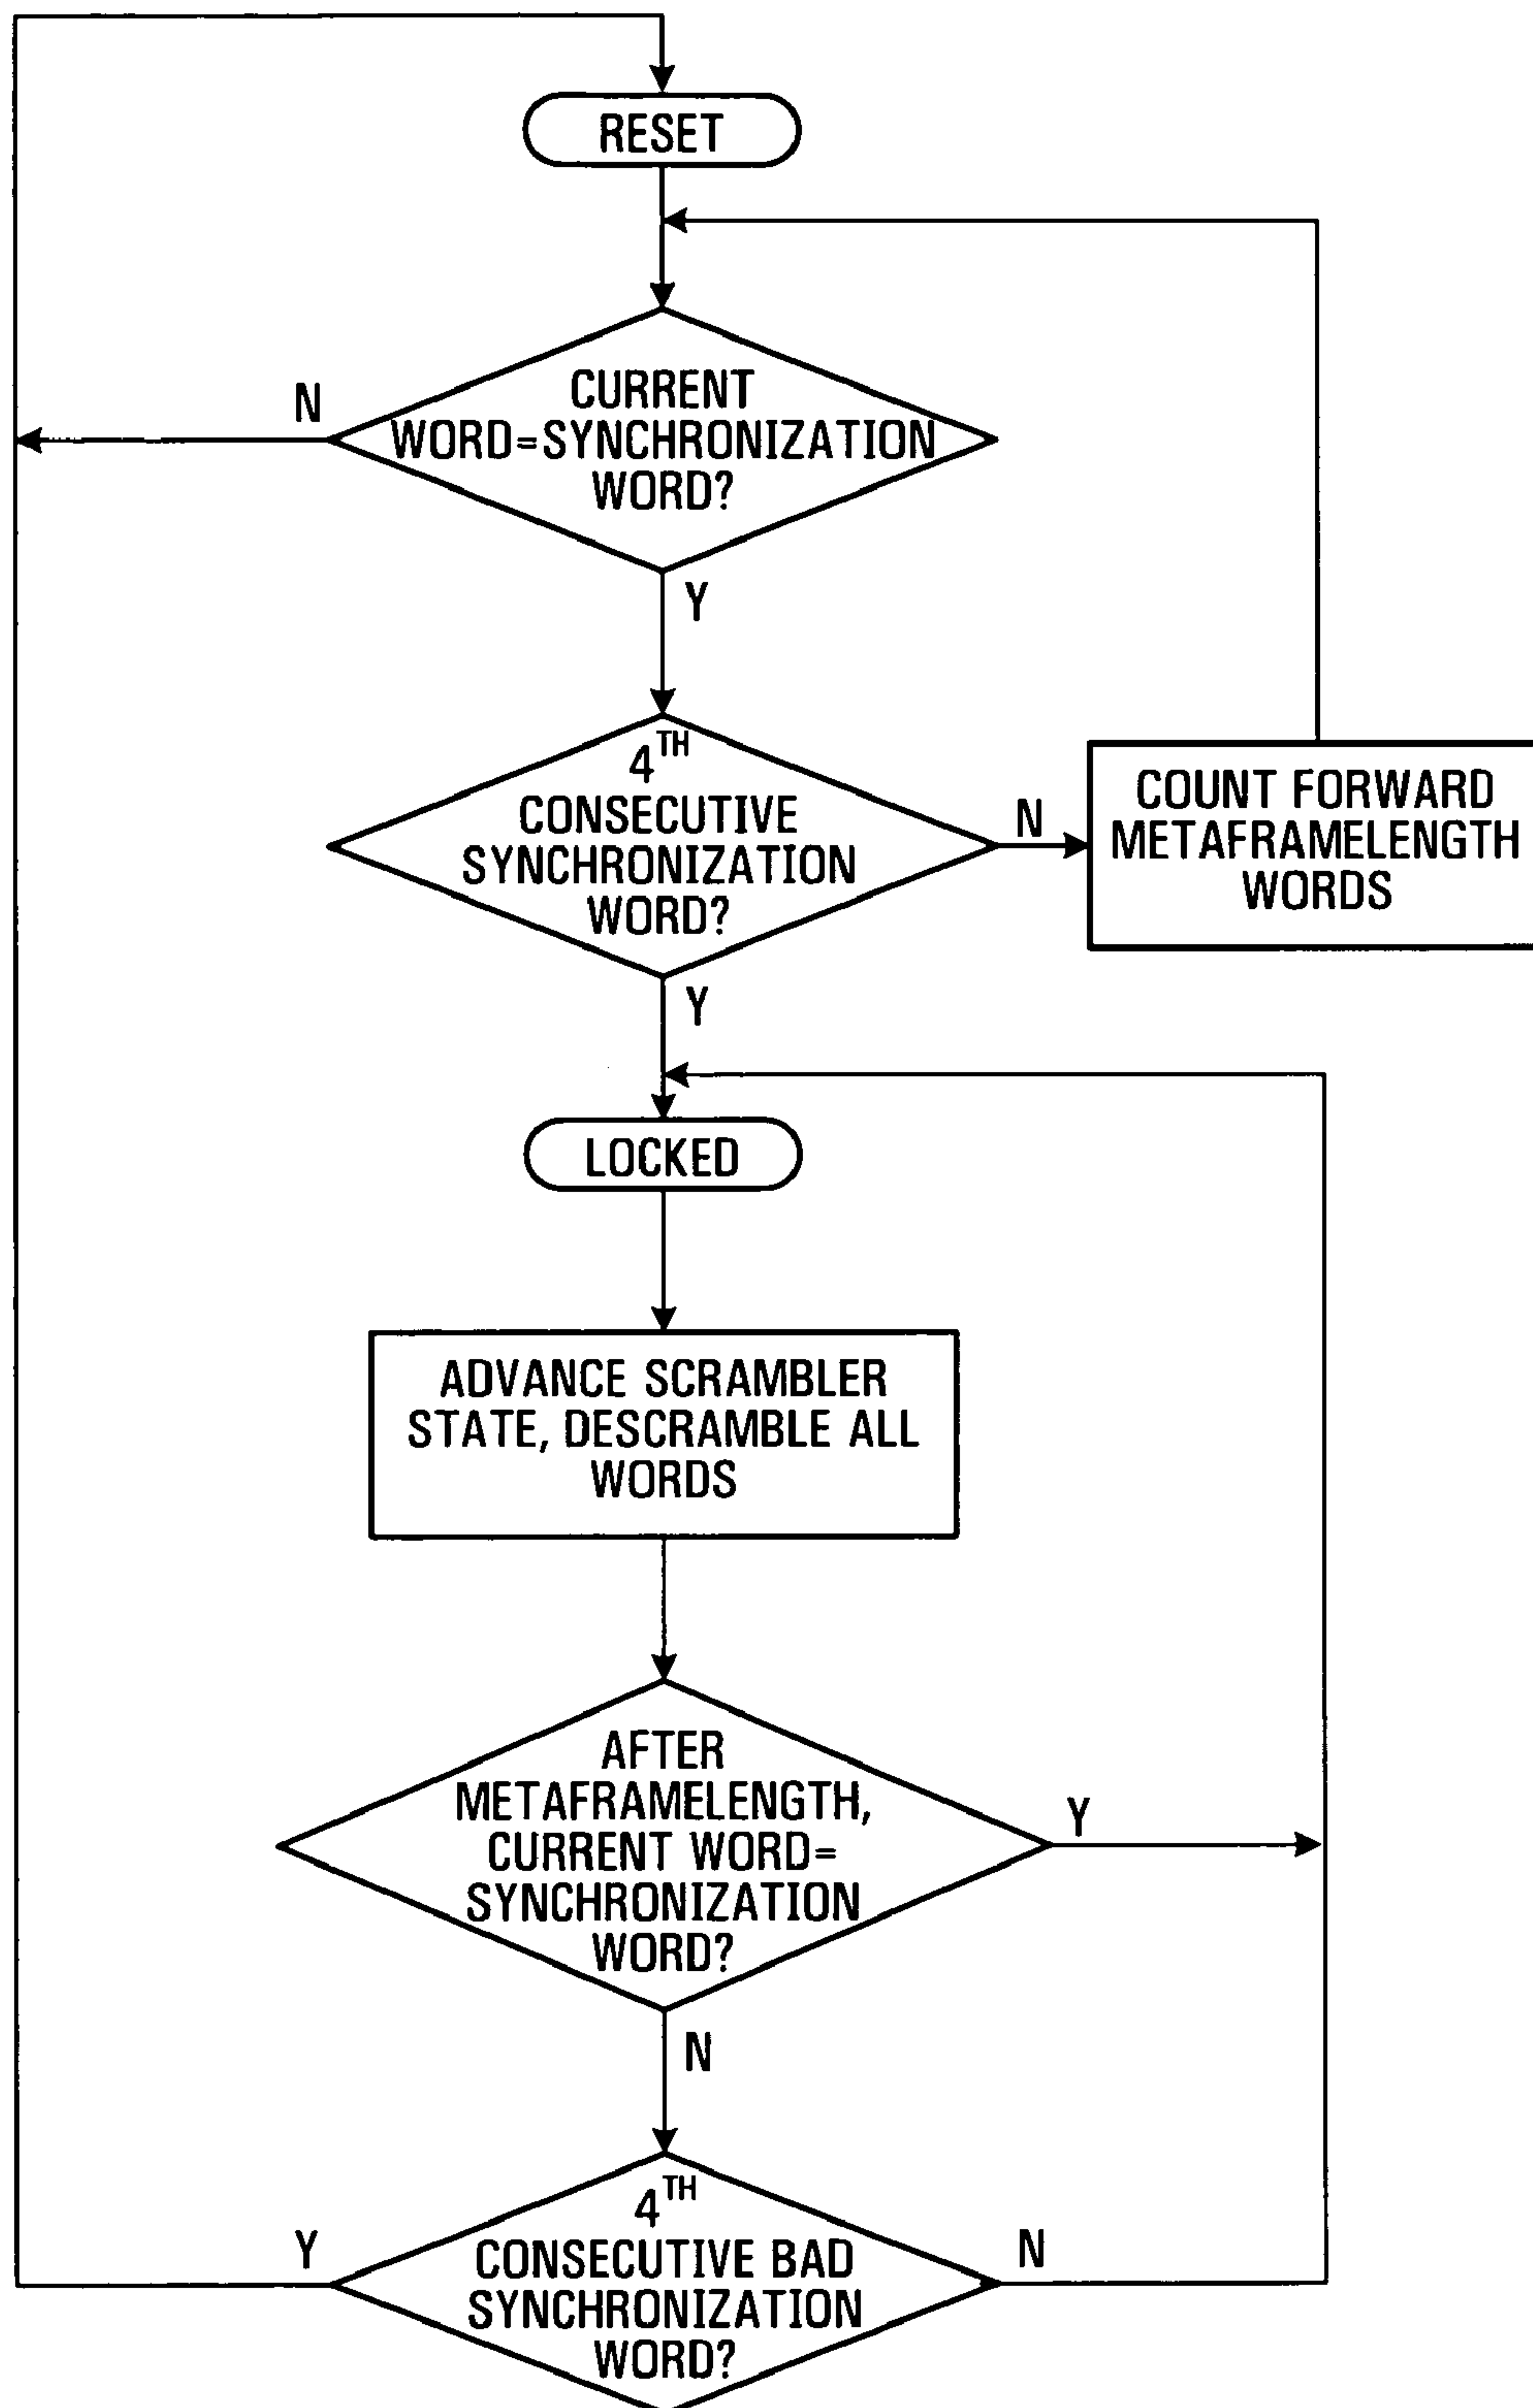 RESET
CURRENT
WORD=SYNCHRONIZATION
WORD?
N
Y
4TH
CONSECUTIVE
SYNCHRONIZATION
WORD?
N
COUNT FORWARD
METAFRAMELENGTH
WORDS
Y
LOCKED
ADVANCE SCRAMBLER
STATE, DESCRAMBLE ALL
WORDS
AFTER
METAFRAMELENGTH,
CURRENT WORD=
SYNCHRONIZATION
WORD?
Y
N
4TH
CONSECUTIVE BAD
SYNCHRONIZATION
WORD?
Y
N